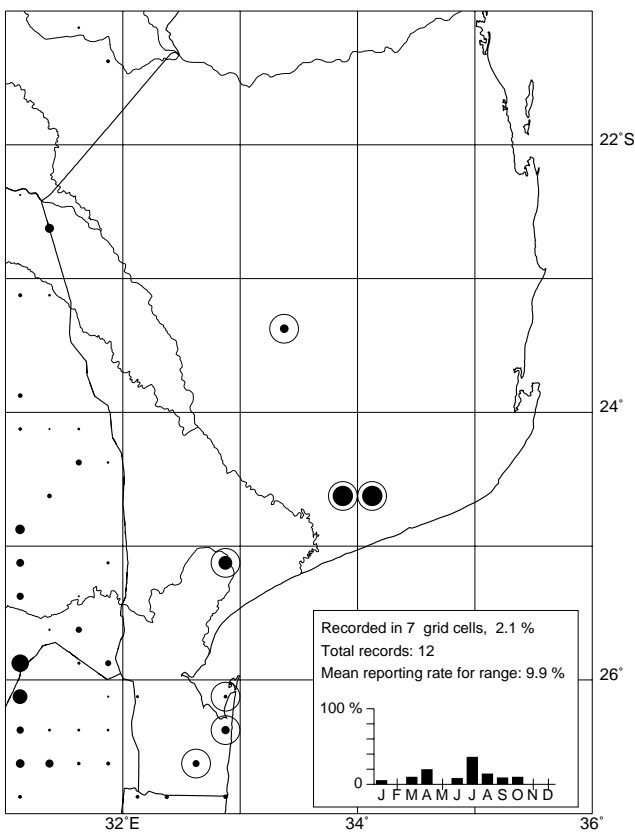 22°S
24°
Recorded in 7 grid cells, 2.1 %
Total records: 12
Mean reporting rate for range: 9.9 %
26°
100 %
0
J F M A M J J A S O N D
32°E
34°
36°